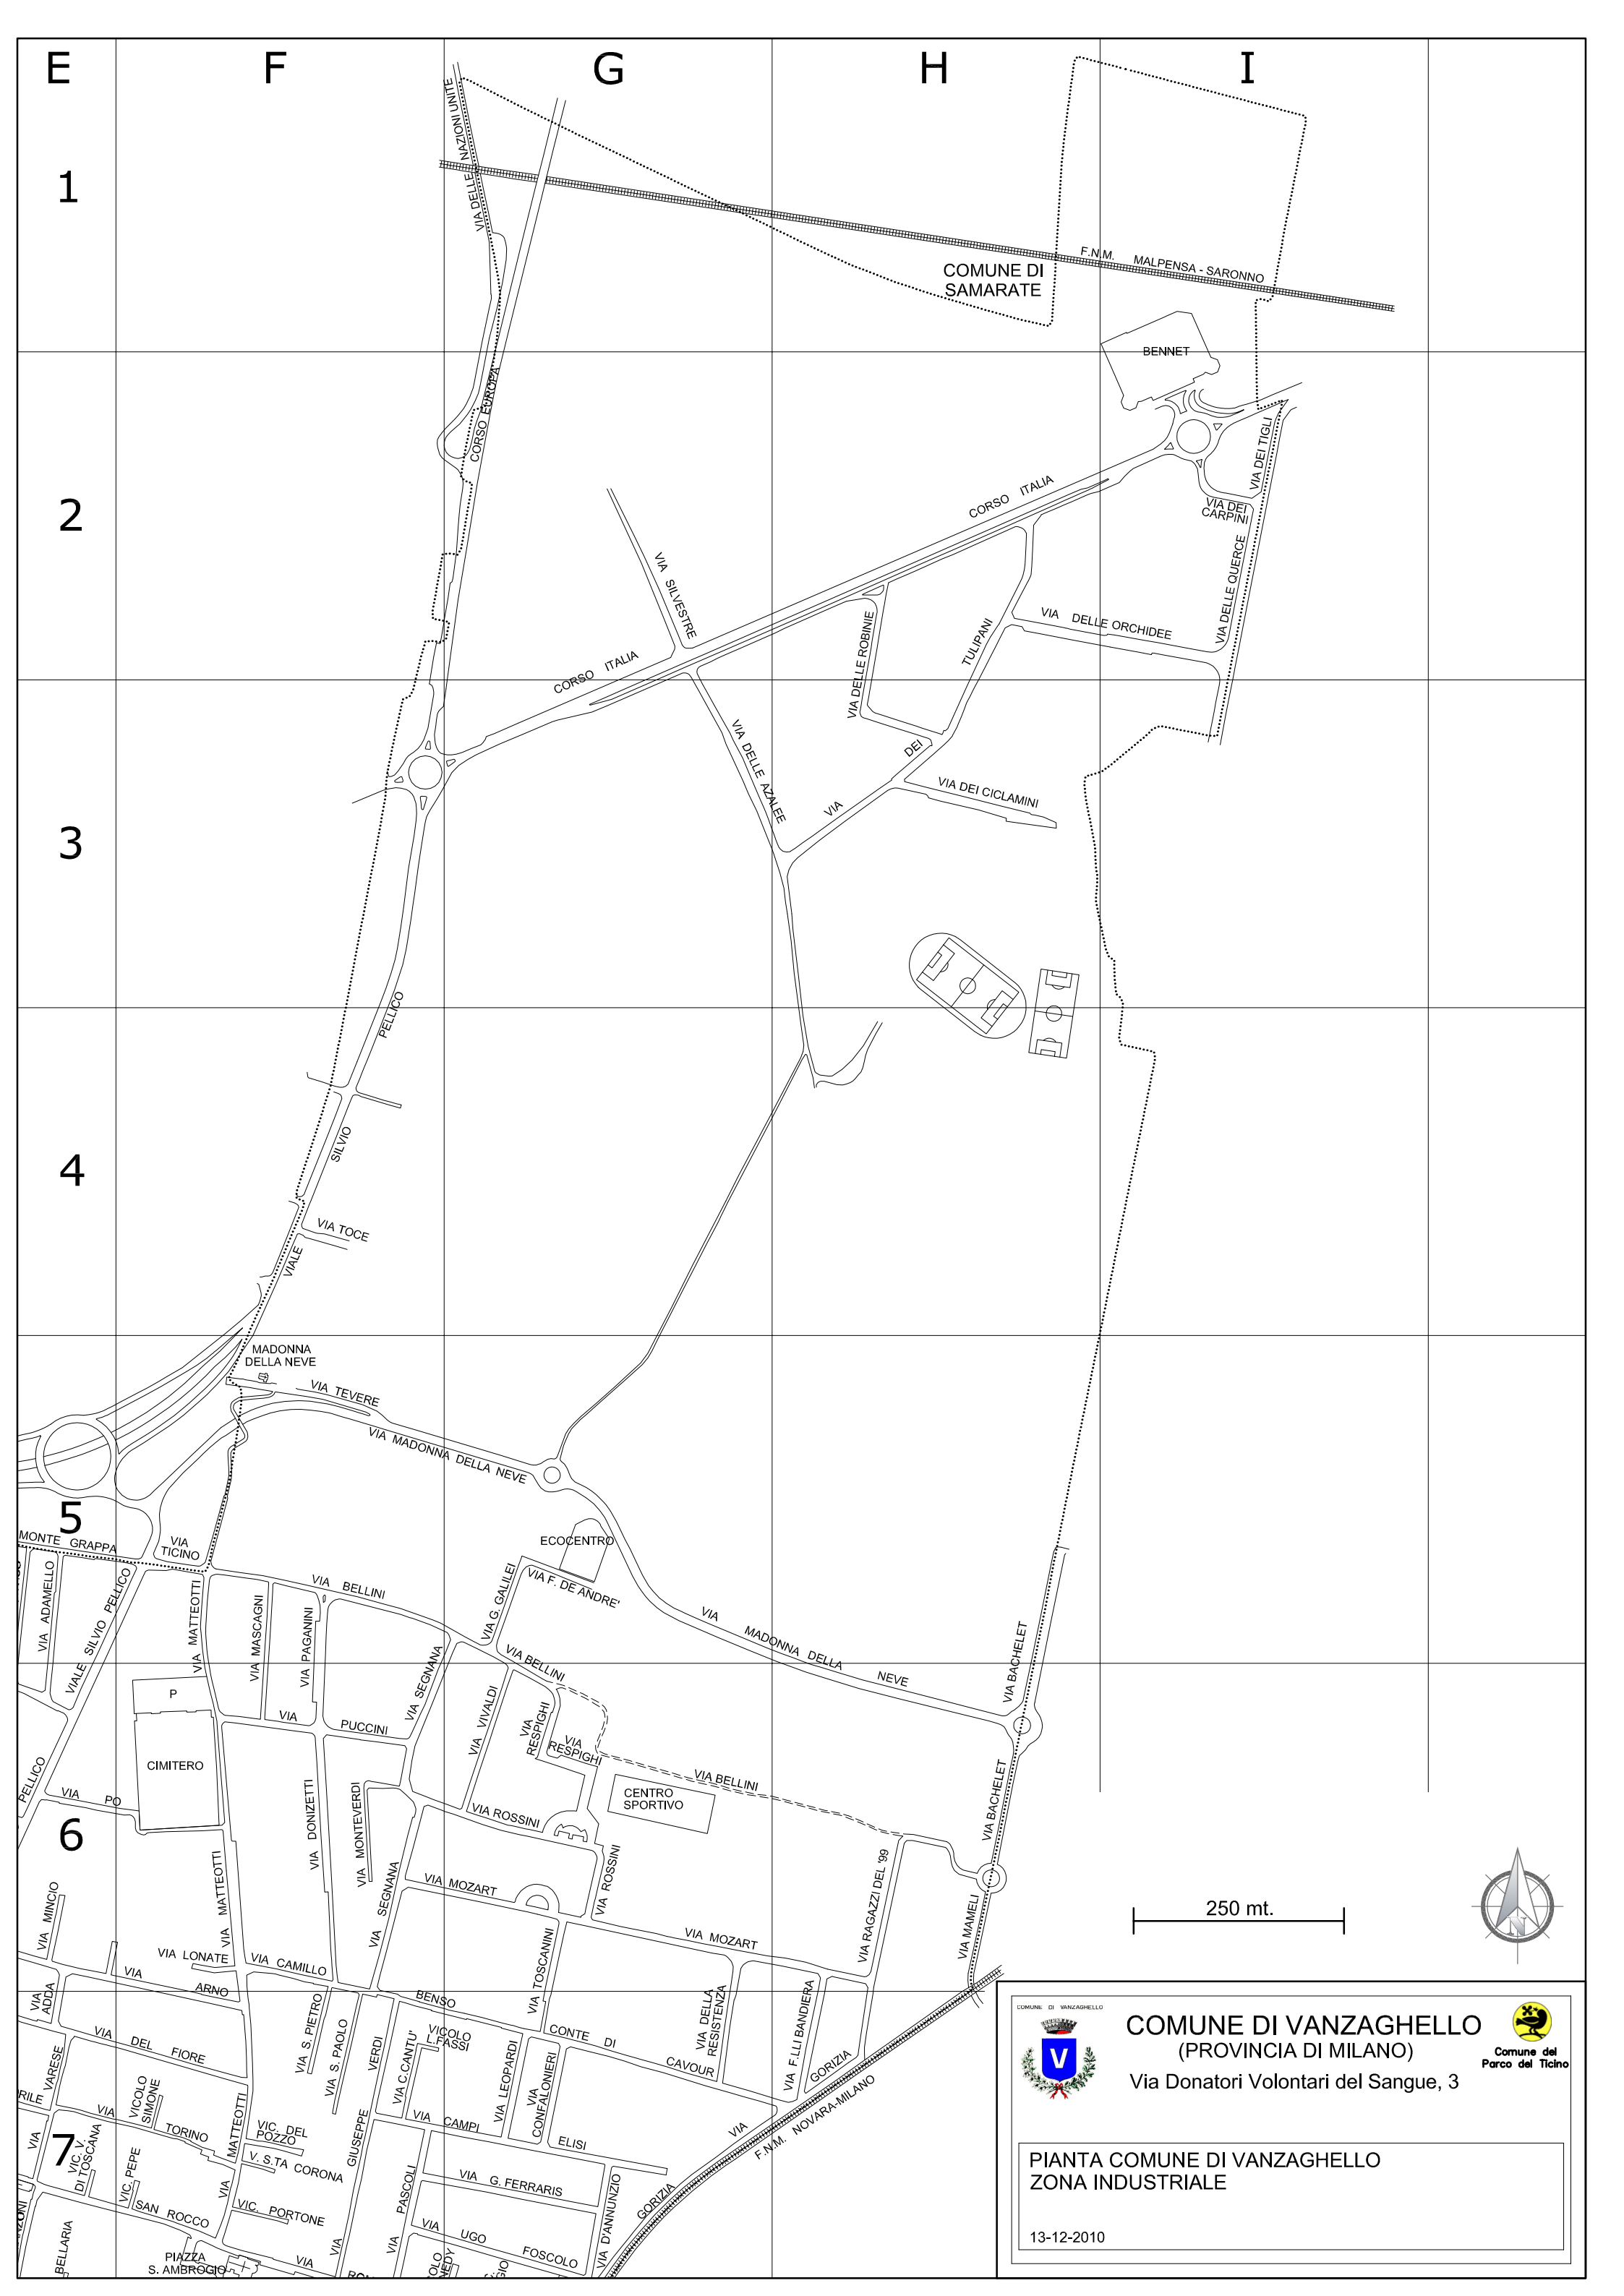 E
F
G
H
I
1
2
3
4
5
6
7
VIA DELLE NAZIONI UNITE
F.N.M. MALPENSA - SARONNO
COMUNE DI
SAMARATE
BENNET
CORSO EUROPA
CORSO ITALIA
VIA DEI TIGLI
VIA DEI
CARPINI
VIA SILVESTRE
VIA DELLE QUERCE
VIA DELLE ORCHIDEE
TULIPANI
VIA DELLE ROBINIE
CORSO ITALIA
VIA DELLE AZALEE
DEI
VIA
VIA DEI CICLAMINI
PELLICO
SILVIO
VIA TOCE
VIALE
MADONNA
DELLA NEVE
VIA TEVERE
VIA MADONNA DELLA NEVE
MONTE GRAPPA
VIA
TICINO
ECOCENTRO
VIA F. DE ANDRE'
VIA G. GALILEI
VIA BELLINI
VIA ADAMELLO
VIALE SILVIO PELLICO
VIA MATTEOTTI
VIA MASCAGNI
VIA PAGANINI
VIA SEGNANA
VIA BELLINI
VIA
MADONNA DELLA
NEVE
VIA BACHELET
P
VIA
PUCCINI
VIA VIVALDI
VIA
RESPIGHI
VIA
RESPIGHI
VIA BELLINI
CIMITERO
CENTRO
SPORTIVO
VIA BACHELET
PELLICO
VIA PO
VIA DONIZETTI
VIA MONTEVERDI
VIA ROSSINI
VIA ROSSINI
VIA MOZART
VIA MATTEOTTI
VIA SEGNANA
VIA MINCIO
VIA RAGAZZI DEL '99
VIA MAMELI
VIA MOZART
VIA TOSCANINI
VIA LONATE
VIA CAMILLO
VIA ARNO
BENSO
250 mt.
N
VIA
ADDA
VIA S. PIETRO
VIA S. PAOLO
VERDI
VIA C.CANTU'
VICOLO
L.FASSI
VIA LEOPARDI
VIA
CONFALONIERI
CONTE DI
CAVOUR
VIA DELLA
RESISTENZA
VIA F.LLI BANDIERA
GORIZIA
VIA DEL FIORE
VARESE
RILE
VIA
VICOLO
SIMONE
TORINO
MATTEOTTI
VIC. DEL
POZZO
V. S.TA CORONA
GIUSEPPE
VIA CAMPI
ELISI
VIA
F.N.M. NOVARA-MILANO
VIA
VIC. V.
DI TOSCANA
VIC. PEPE
VIA
SAN ROCCO
VIC. PORTONE
PASCOLI
VIA G. FERRARIS
VIA UGO
FOSCOLO
VIA D'ANNUNZIO
GORIZIA
BELLARIA
PIAZZA
S. AMBROGIO
VIA
VIA
VIA
COMUNE DI VANZAGHELLO
V
COMUNE DI VANZAGHELLO
(PROVINCIA DI MILANO)
Via Donatori Volontari del Sangue, 3
Comune del
Parco del Ticino
PIANTA COMUNE DI VANZAGHELLO
ZONA INDUSTRIALE
13-12-2010